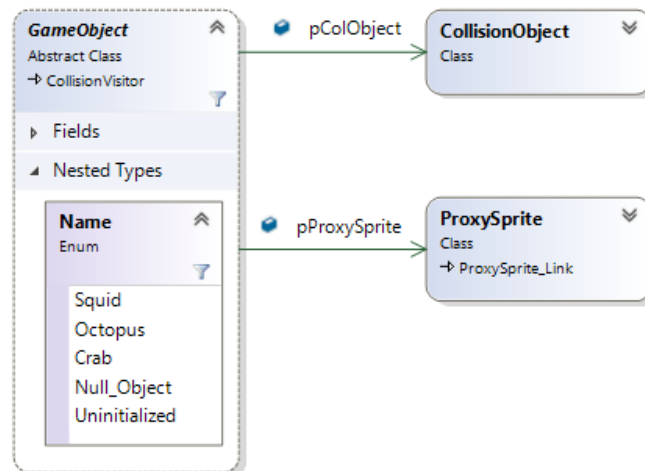 GameObject
Abstract Class
CollisionVisitor
Fields
Nested Types
Name
Enum
Squid
Octopus
Crab
Null_Object
Uninitialized
pColObject
CollisionObject
Class
pProxySprite
ProxySprite
Class
ProxySprite_Link